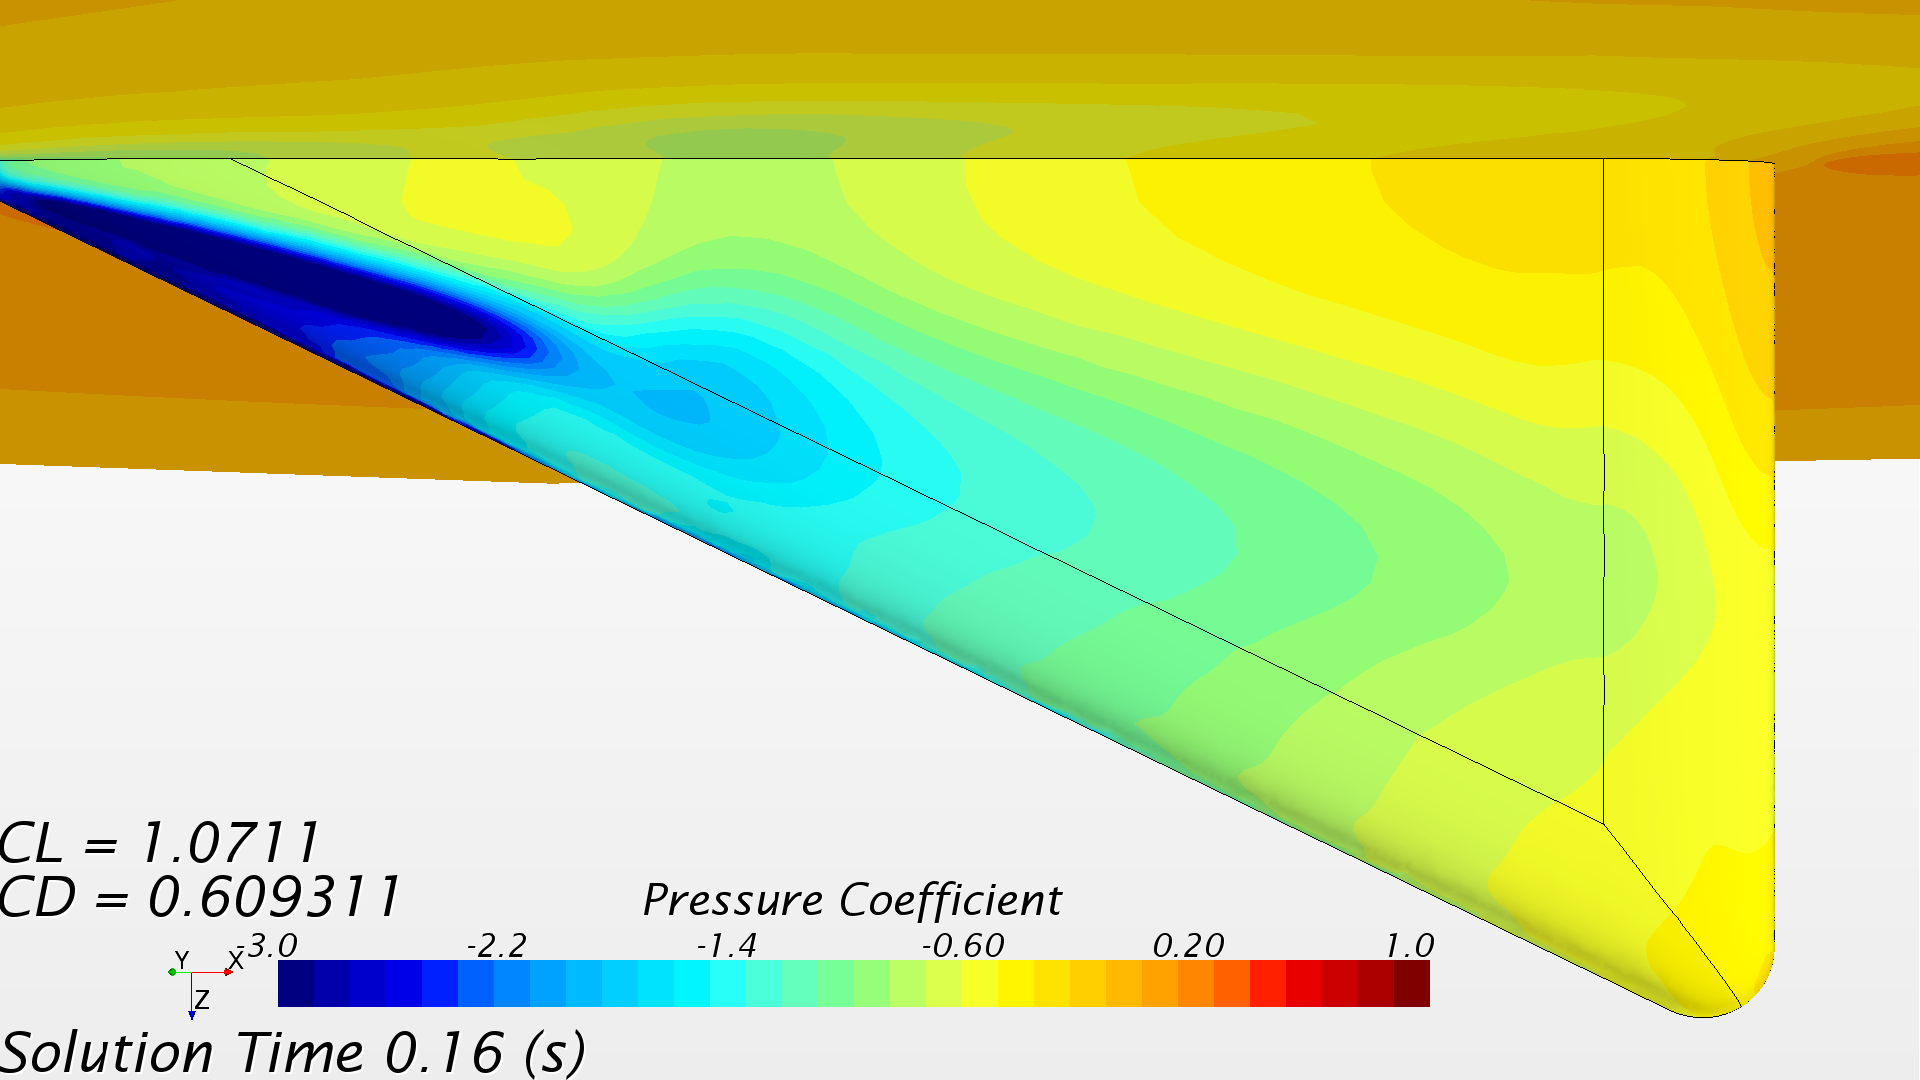 CL = 1.0711
CD = 0.609311
Pressure Coefficient
-3.0 -2.2 -1.4 -0.60 0.20 1.0
Y X
Z
Solution Time 0.16 (s)